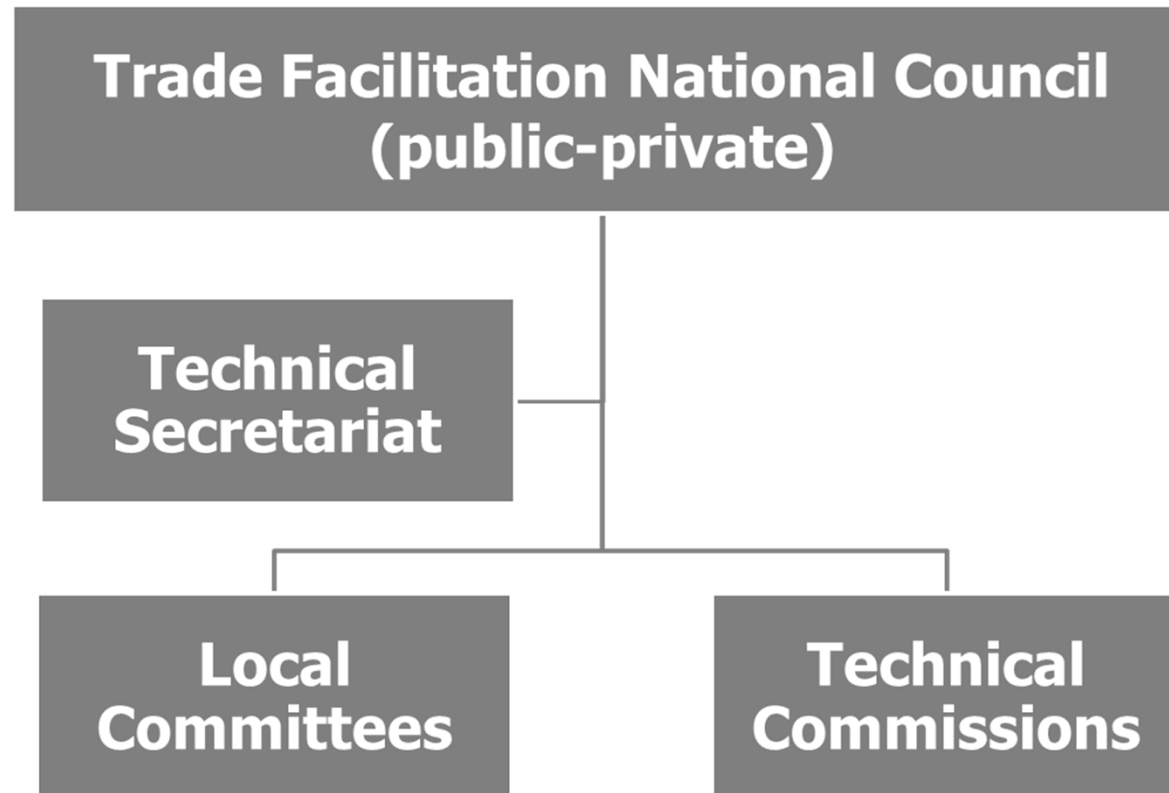 Trade Facilitation National Council
(public-private)
Technical
Secretariat
Local
Committees
Technical
Commissions